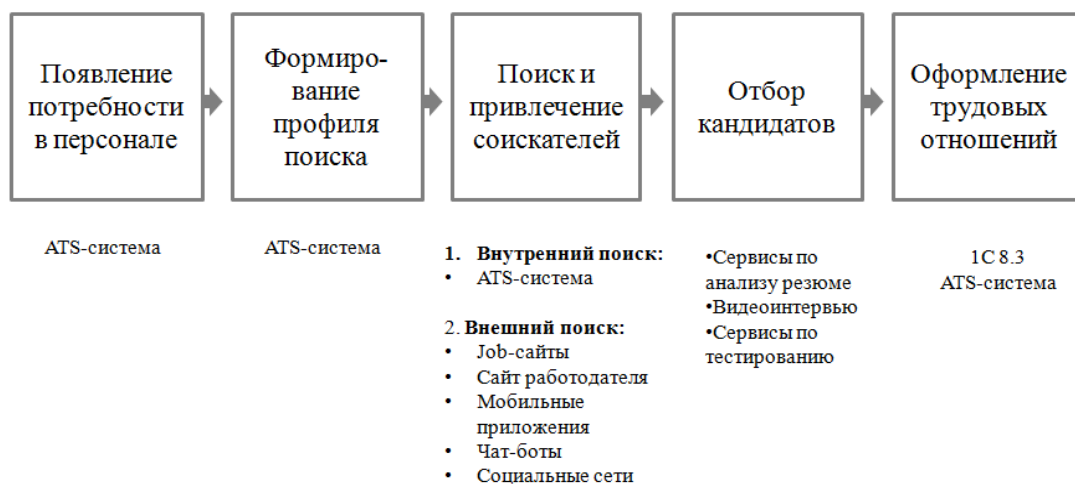 Появление
потребности
в персонале
Формиро-
вание
профиля
поиска
Поиск и
привлечение
соискателей
Отбор
кандидатов
Оформление
трудовых
отношений
ATS-система
ATS-система
1. Внутренний поиск:
• ATS-система
2. Внешний поиск:
• Job-сайты
• Сайт работодателя
• Мобильные
приложения
• Чат-боты
• Социальные сети
•Сервисы по
анализу резюме
•Видеоинтервью
•Сервисы по
тестированию
1С 8.3
ATS-система